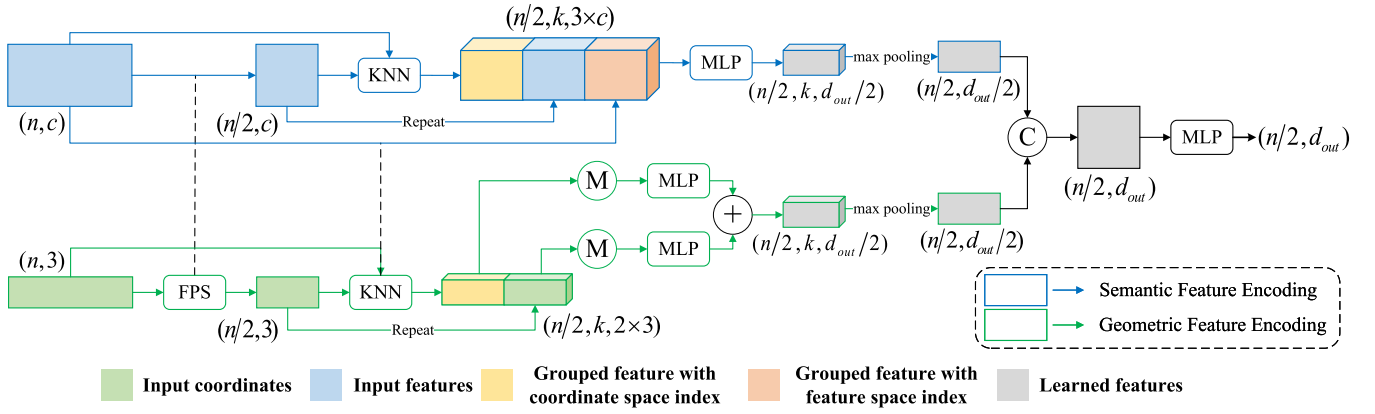 (n/2, k, 3×c)
KNN
MLP
max pooling
(n, c)
(n/2, c)
Repeat
(n/2, k, d_out/2)
(n/2, d_out/2)
C
MLP
(n/2, d_out)
(n/2, d_out)
M
MLP
+
M
MLP
max pooling
(n/2, k, d_out/2)
(n/2, d_out/2)
(n, 3)
FPS
KNN
(n/2, 3)
Repeat
(n/2, k, 2×3)
Semantic Feature Encoding
Geometric Feature Encoding
Input coordinates
Input features
Grouped feature with
coordinate space index
Grouped feature with
feature space index
Learned features